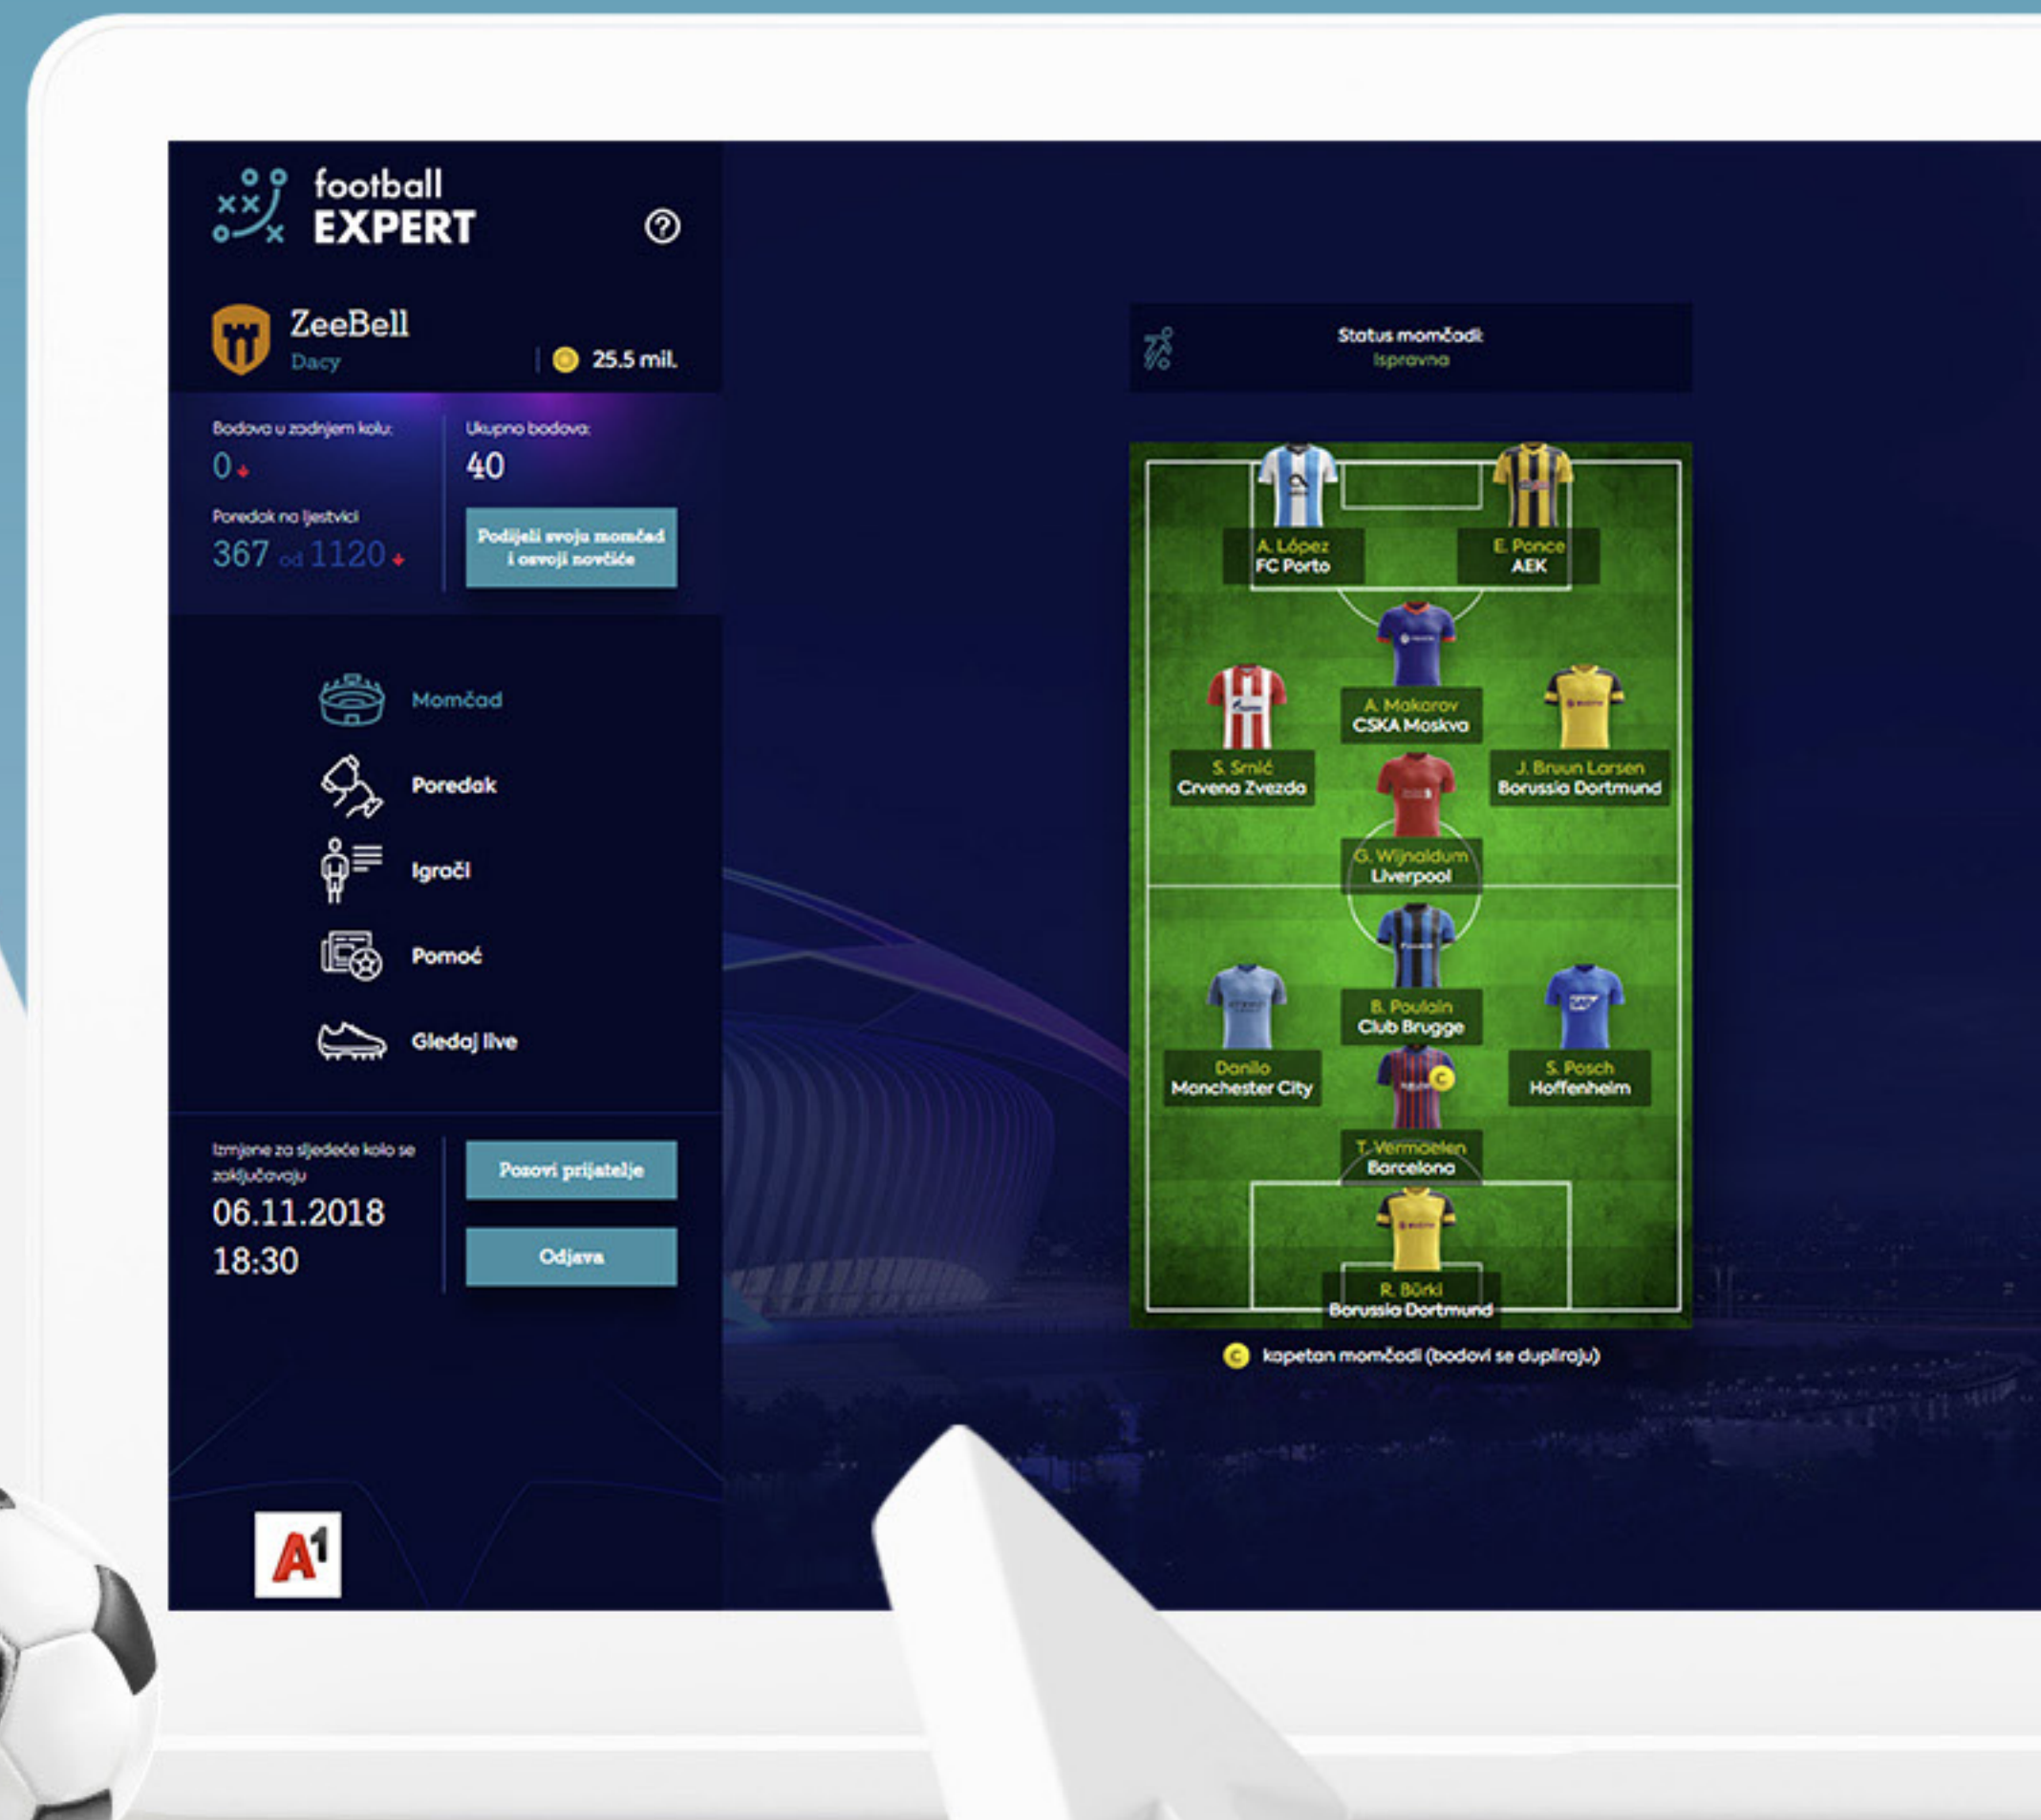 football
EXPERT
ZeeBell
Dacy
25.5 mil.
Bodova u zadnjem kolu:
0
Ukupno bodova:
40
Poredak na ljestvici
367 od 1120
Podijeli svoju momčad
i osvoji novčiće
Momčad
Poredak
Igrači
Pomoć
Gledaj live
Izmjene za sljedeće kolo se
zaključavaju
06.11.2018
18:30
Pozovi prijatelje
Odjava
A1
Status momčadi:
Ispravna
A. López
FC Porto
E. Ponce
AEK
A. Makarov
CSKA Moskva
S. Srnić
Crvena Zvezda
J. Bruun Larsen
Borussia Dortmund
G. Wijnaldum
Liverpool
B. Poulain
Club Brugge
Danilo
Manchester City
SAP
S. Posch
Hoffenheim
C
T. Vermaelen
Barcelona
R. Bürki
Borussia Dortmund
C kapetan momčadi (bodovi se dupliraju)